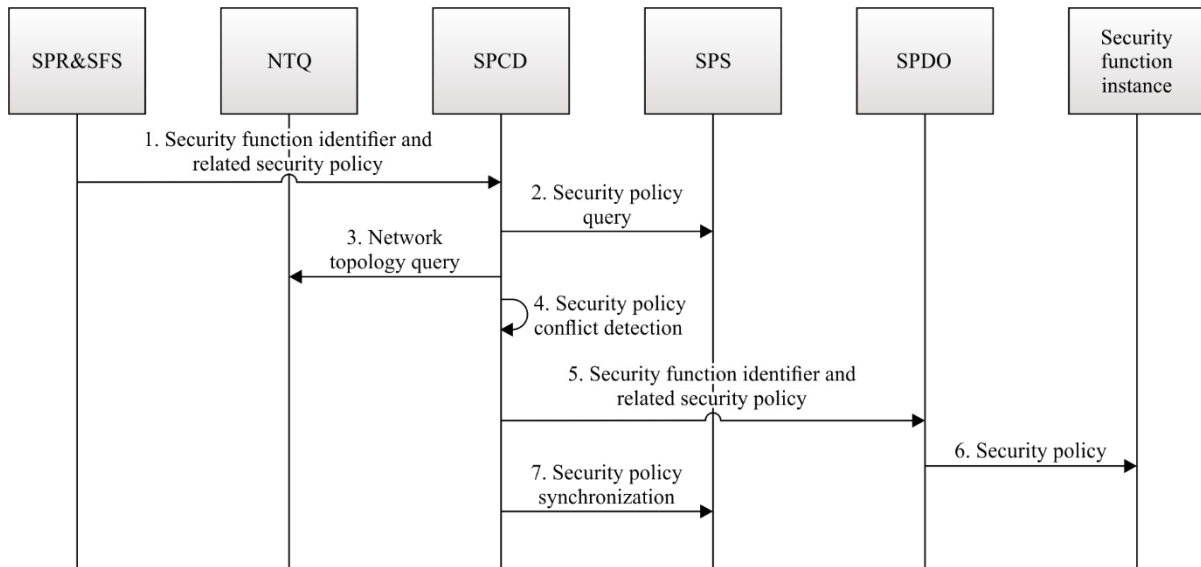 SPR&SFS
NTQ
SPCD
SPS
SPDO
Security
function
instance
1. Security function identifier and
related security policy
2. Security policy
query
3. Network
topology query
4. Security policy
conflict detection
5. Security function identifier and
related security policy
6. Security policy
7. Security policy
synchronization